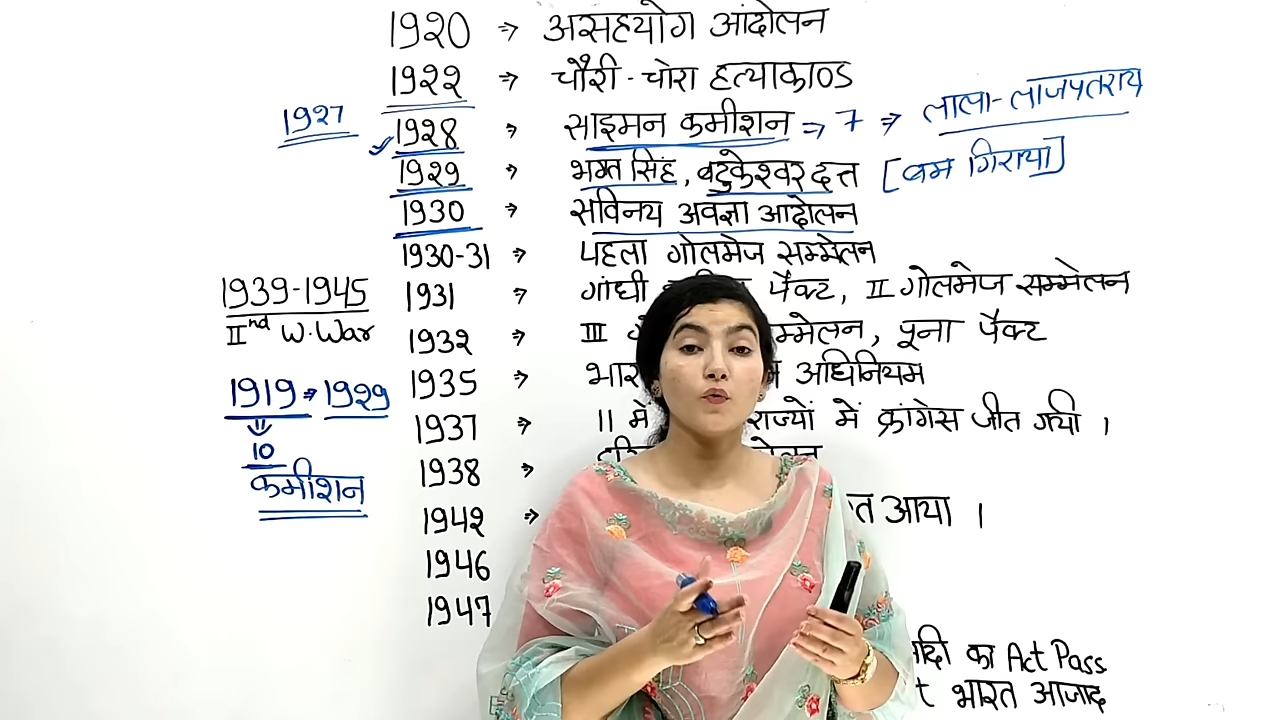 1920 ⇒ असहयोग आंदोलन
1922 ⇒ चौरी-चोरा हत्याकाण्ड
1927
1928 ⇒ साइमन कमीशन ⇒ 7 ⇒ लाला-लाजपतराय
1929 ⇒ भगत सिंह, बटुकेश्वर दत्त [बम गिराया]
1930 ⇒ सविनय अवज्ञा आंदोलन
1930-31 ⇒ पहला गोलमेज सम्मेलन
1939-1945
IInd W.War
1931 ⇒ गांधी पैक्ट, II गोलमेज सम्मेलन
1932 ⇒ III सम्मेलन, पूना पैक्ट
1919 ⇒ 1929
10
कमीशन
1935 ⇒ अधिनियम
1937 ⇒ 11 में राज्यों में कांग्रेस जीत गयी ।
1938 ⇒
1942 ⇒ आया ।
1946
1947
का Act Pass
भारत आजाद